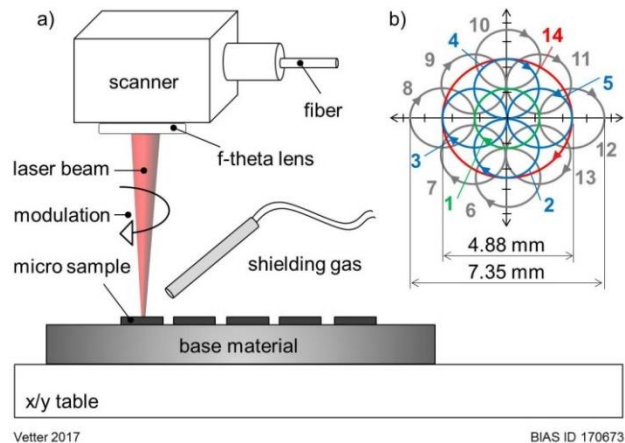 a)
scanner
fiber
f-theta lens
laser beam
modulation
micro sample
shielding gas
base material
x/y table
b)
10
4
14
9
11
8
5
3
12
7
13
1
6
2
4.88 mm
7.35 mm
Vetter 2017
BIAS ID 170673